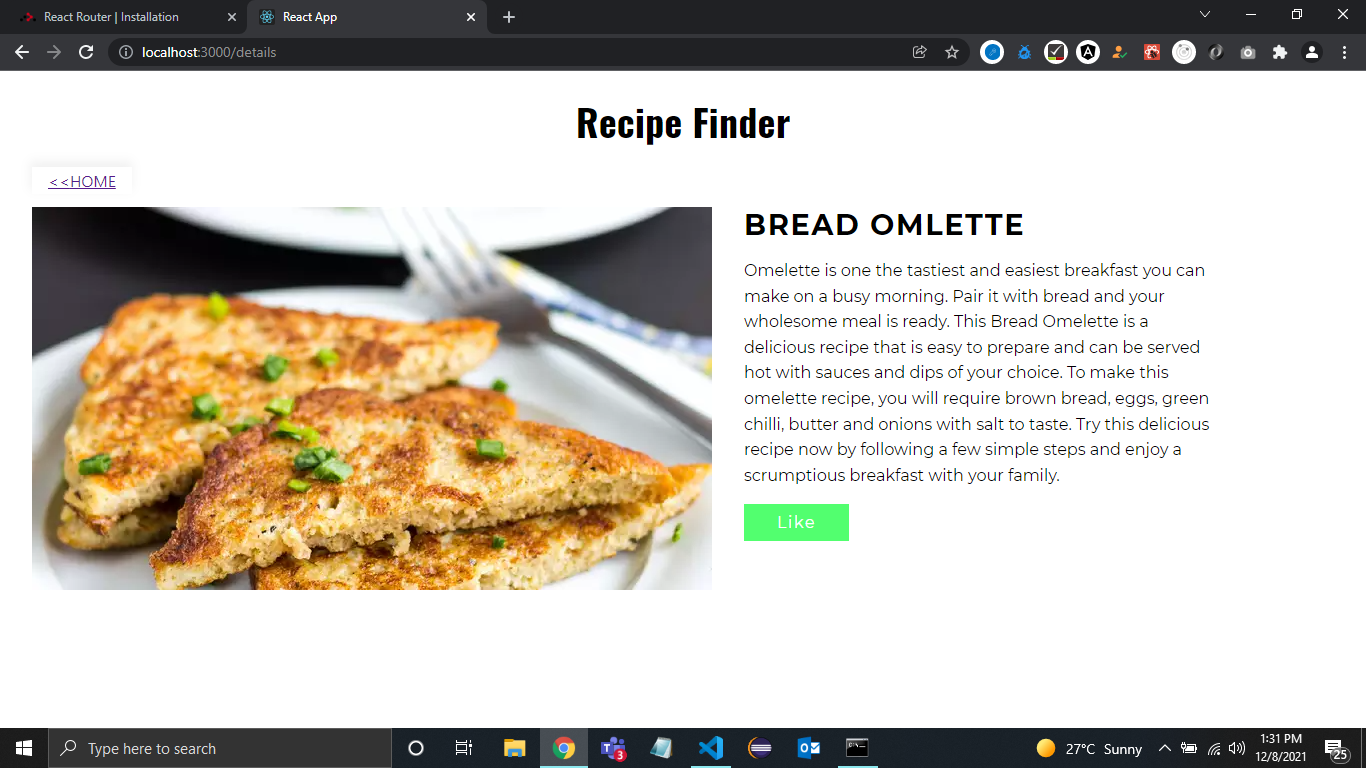 React Router | Installation
React App
localhost:3000/details
Recipe Finder
<<HOME
BREAD OMLETTE
Omelette is one the tastiest and easiest breakfast you can
make on a busy morning. Pair it with bread and your
wholesome meal is ready. This Bread Omelette is a
delicious recipe that is easy to prepare and can be served
hot with sauces and dips of your choice. To make this
omelette recipe, you will require brown bread, eggs, green
chilli, butter and onions with salt to taste. Try this delicious
recipe now by following a few simple steps and enjoy a
scrumptious breakfast with your family.
Like
Type here to search
3
27°C Sunny
1:31 PM
12/8/2021
25